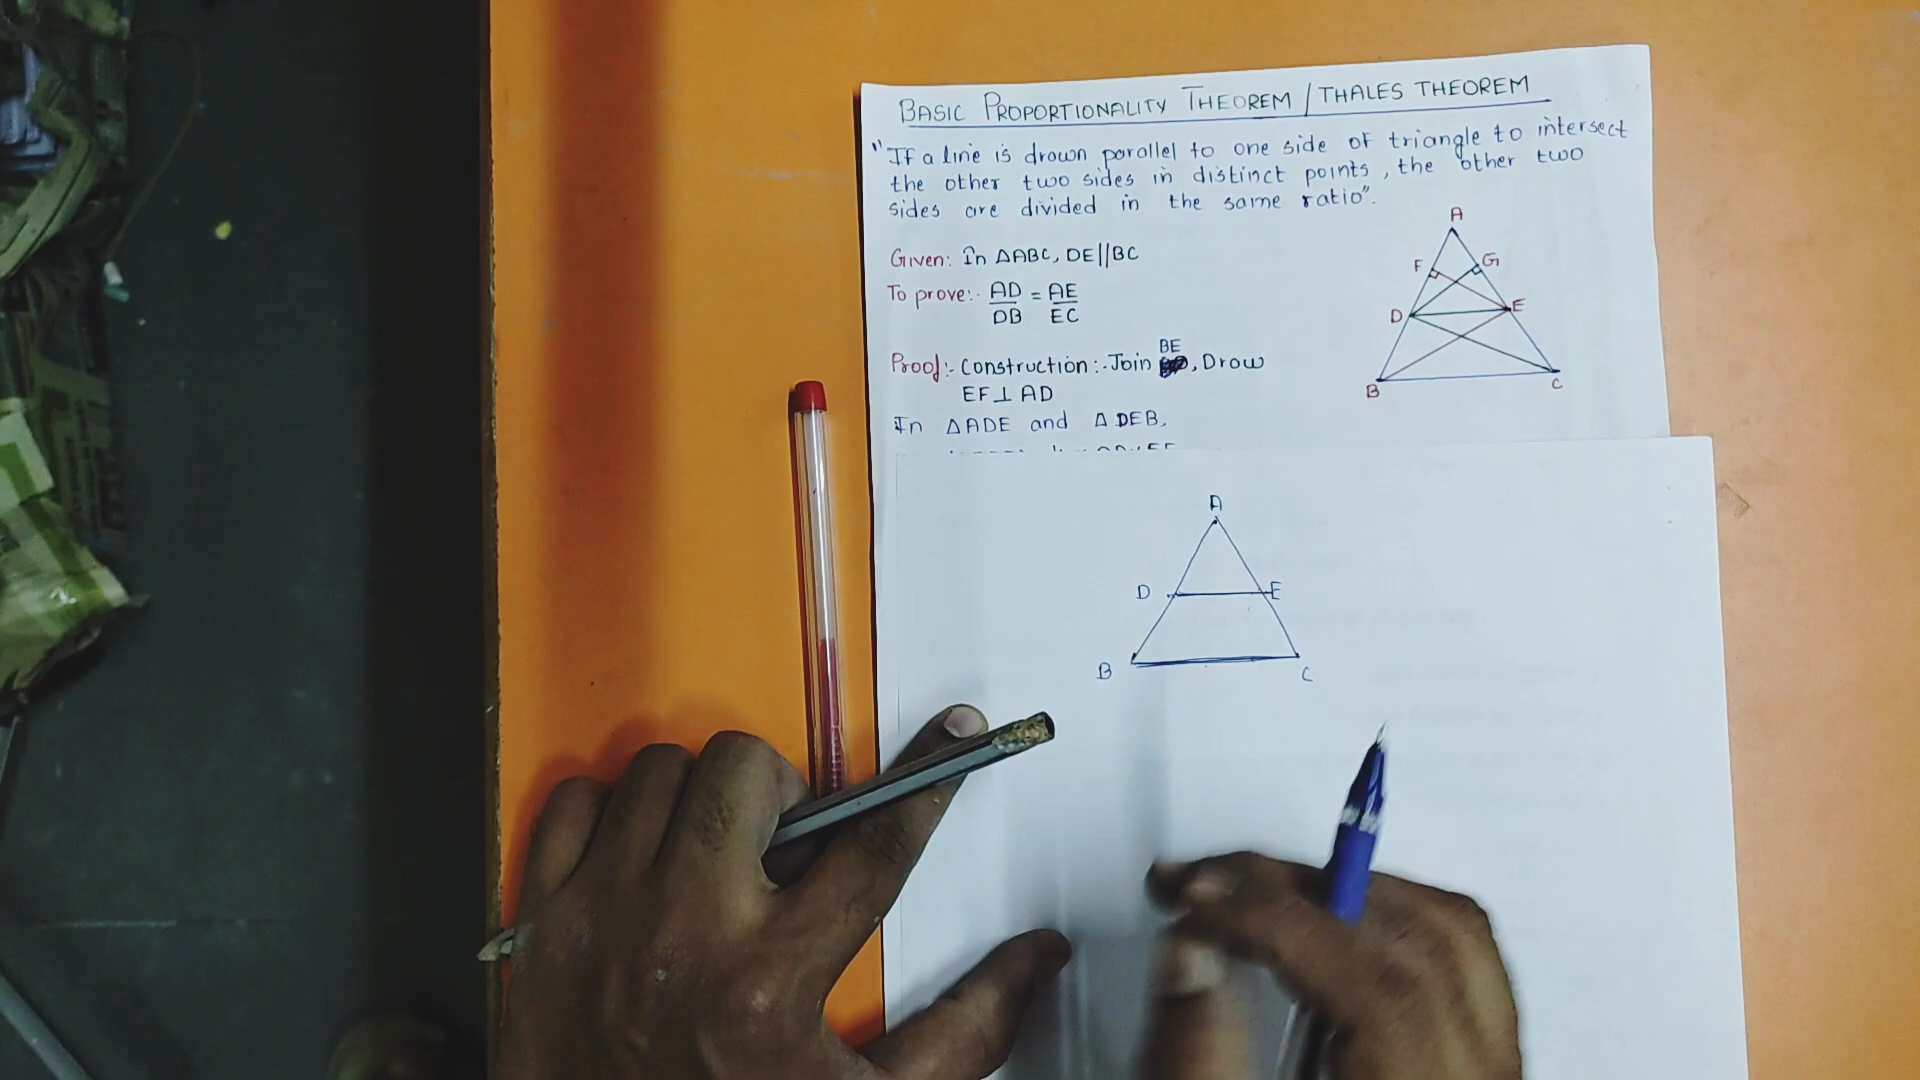 BASIC PROPORTIONALITY THEOREM / THALES THEOREM
"If a line is drawn parallel to one side of triangle to intersect
the other two sides in distinct points, the other two
sides are divided in the same ratio".
Given: In ΔABC, DE||BC
To prove:- AD/DB = AE/EC
Proof:- Construction:- Join BE, Draw
EF⊥AD
In ΔADE and ΔDEB,
A
F G
D E
B C
A
D E
B C